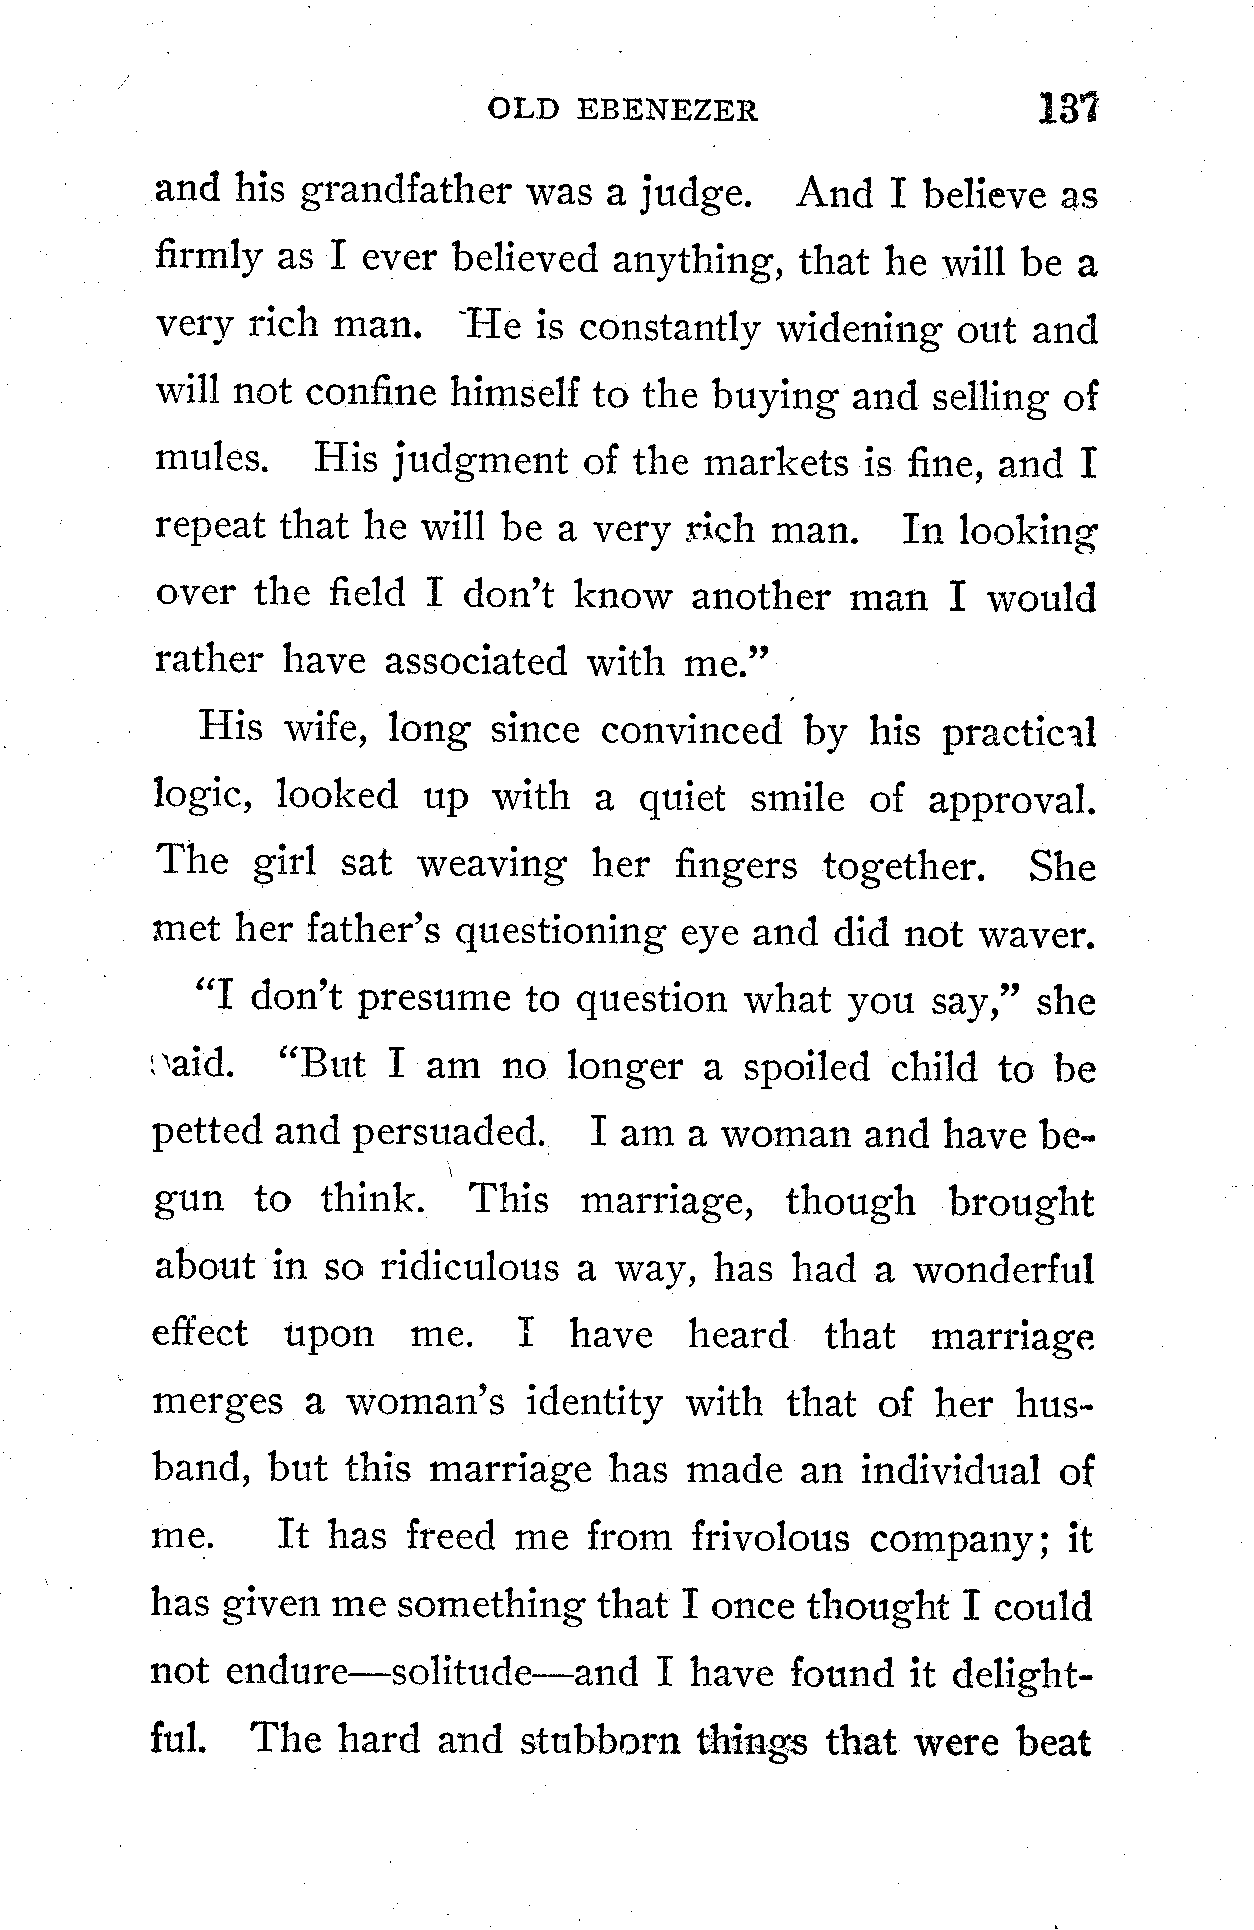 OLD EBENEZER 137
and his grandfather was a judge. And I believe as
firmly as I ever believed anything, that he will be a
very rich man. He is constantly widening out and
will not confine himself to the buying and selling of
mules. His judgment of the markets is fine, and I
repeat that he will be a very rich man. In looking
over the field I don't know another man I would
rather have associated with me."
His wife, long since convinced by his practical
logic, looked up with a quiet smile of approval.
The girl sat weaving her fingers together. She
met her father's questioning eye and did not waver.
"I don't presume to question what you say," she
said. "But I am no longer a spoiled child to be
petted and persuaded. I am a woman and have be-
gun to think. This marriage, though brought
about in so ridiculous a way, has had a wonderful
effect upon me. I have heard that marriage
merges a woman's identity with that of her hus-
band, but this marriage has made an individual of
me. It has freed me from frivolous company; it
has given me something that I once thought I could
not endure—solitude—and I have found it delight-
ful. The hard and stubborn things that were beat